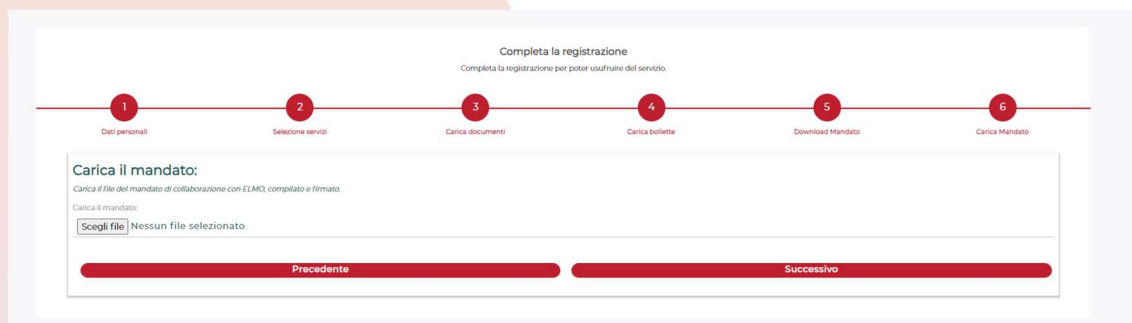 Completa la registrazione
Completa la registrazione per poter usufruire del servizio.
1
2
3
4
5
6
Dati personali
Selezione servizi
Carica documenti
Carica bollette
Download Mandato
Carica Mandato
Carica il mandato:
Carica il file del mandato di collaborazione con ELMO, compilato e firmato.
Carica il mandato:
Scegli file Nessun file selezionato
Precedente
Successivo